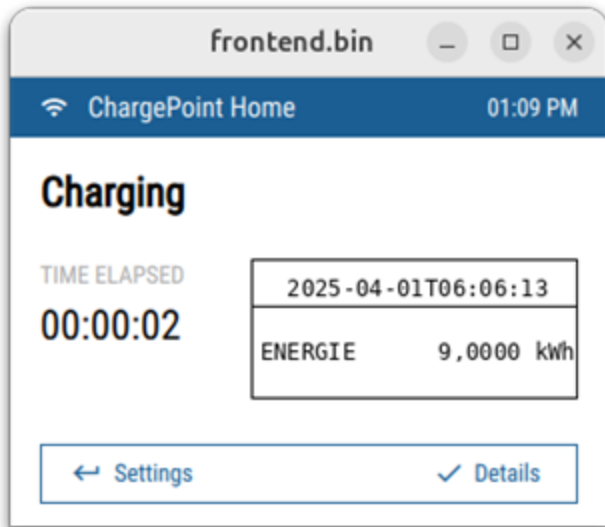 frontend.bin
ChargePoint Home 01:09 PM
Charging
TIME ELAPSED
00:00:02
2025-04-01T06:06:13
ENERGIE 9,0000 kWh
Settings Details